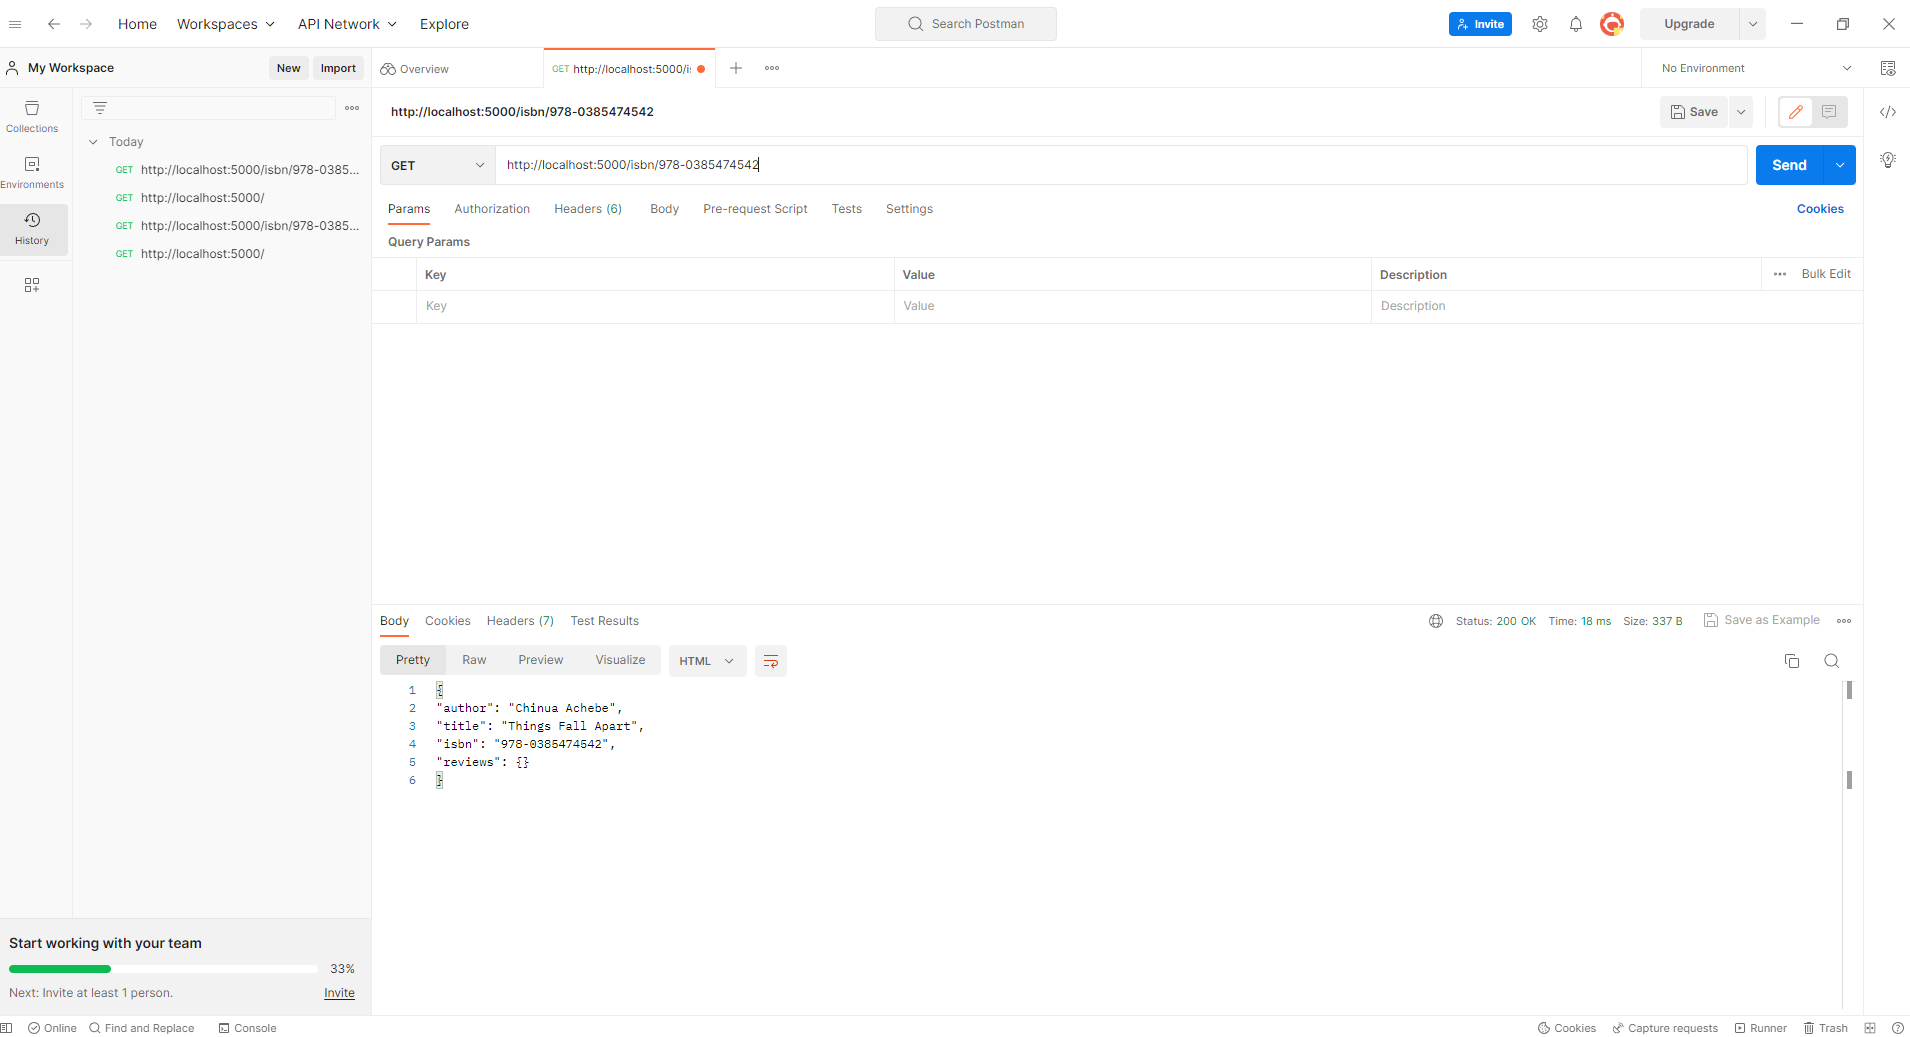 Home Workspaces API Network Explore Search Postman Invite Upgrade
My Workspace New Import Overview GET http://localhost:5000/i: No Environment
Collections
Environments
History
Today
GET http://localhost:5000/isbn/978-0385...
GET http://localhost:5000/
GET http://localhost:5000/isbn/978-0385...
GET http://localhost:5000/
http://localhost:5000/isbn/978-0385474542 Save
GET http://localhost:5000/isbn/978-0385474542 Send
Params Authorization Headers (6) Body Pre-request Script Tests Settings Cookies
Query Params
Key Value Description Bulk Edit
Key Value Description
Body Cookies Headers (7) Test Results Status: 200 OK Time: 18 ms Size: 337 B Save as Example
Pretty Raw Preview Visualize HTML
1 {
2 "author": "Chinua Achebe",
3 "title": "Things Fall Apart",
4 "isbn": "978-0385474542",
5 "reviews": {}
6 }
Start working with your team
33%
Next: Invite at least 1 person. Invite
Online Find and Replace Console Cookies Capture requests Runner Trash